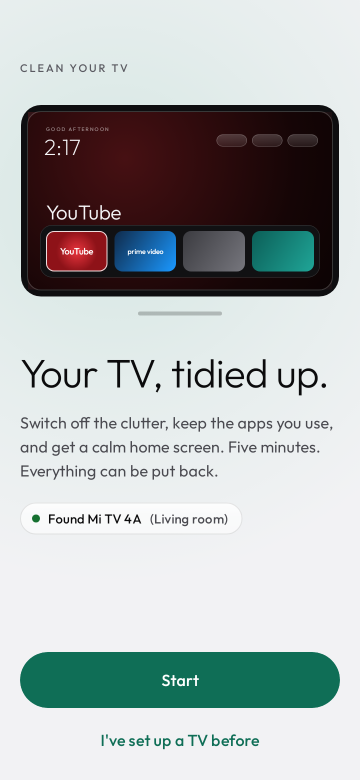 CLEAN YOUR TV
GOOD AFTERNOON
2:17
YouTube
YouTube
prime video
Your TV, tidied up.
Switch off the clutter, keep the apps you use,
and get a calm home screen. Five minutes.
Everything can be put back.
Found Mi TV 4A (Living room)
Start
I've set up a TV before